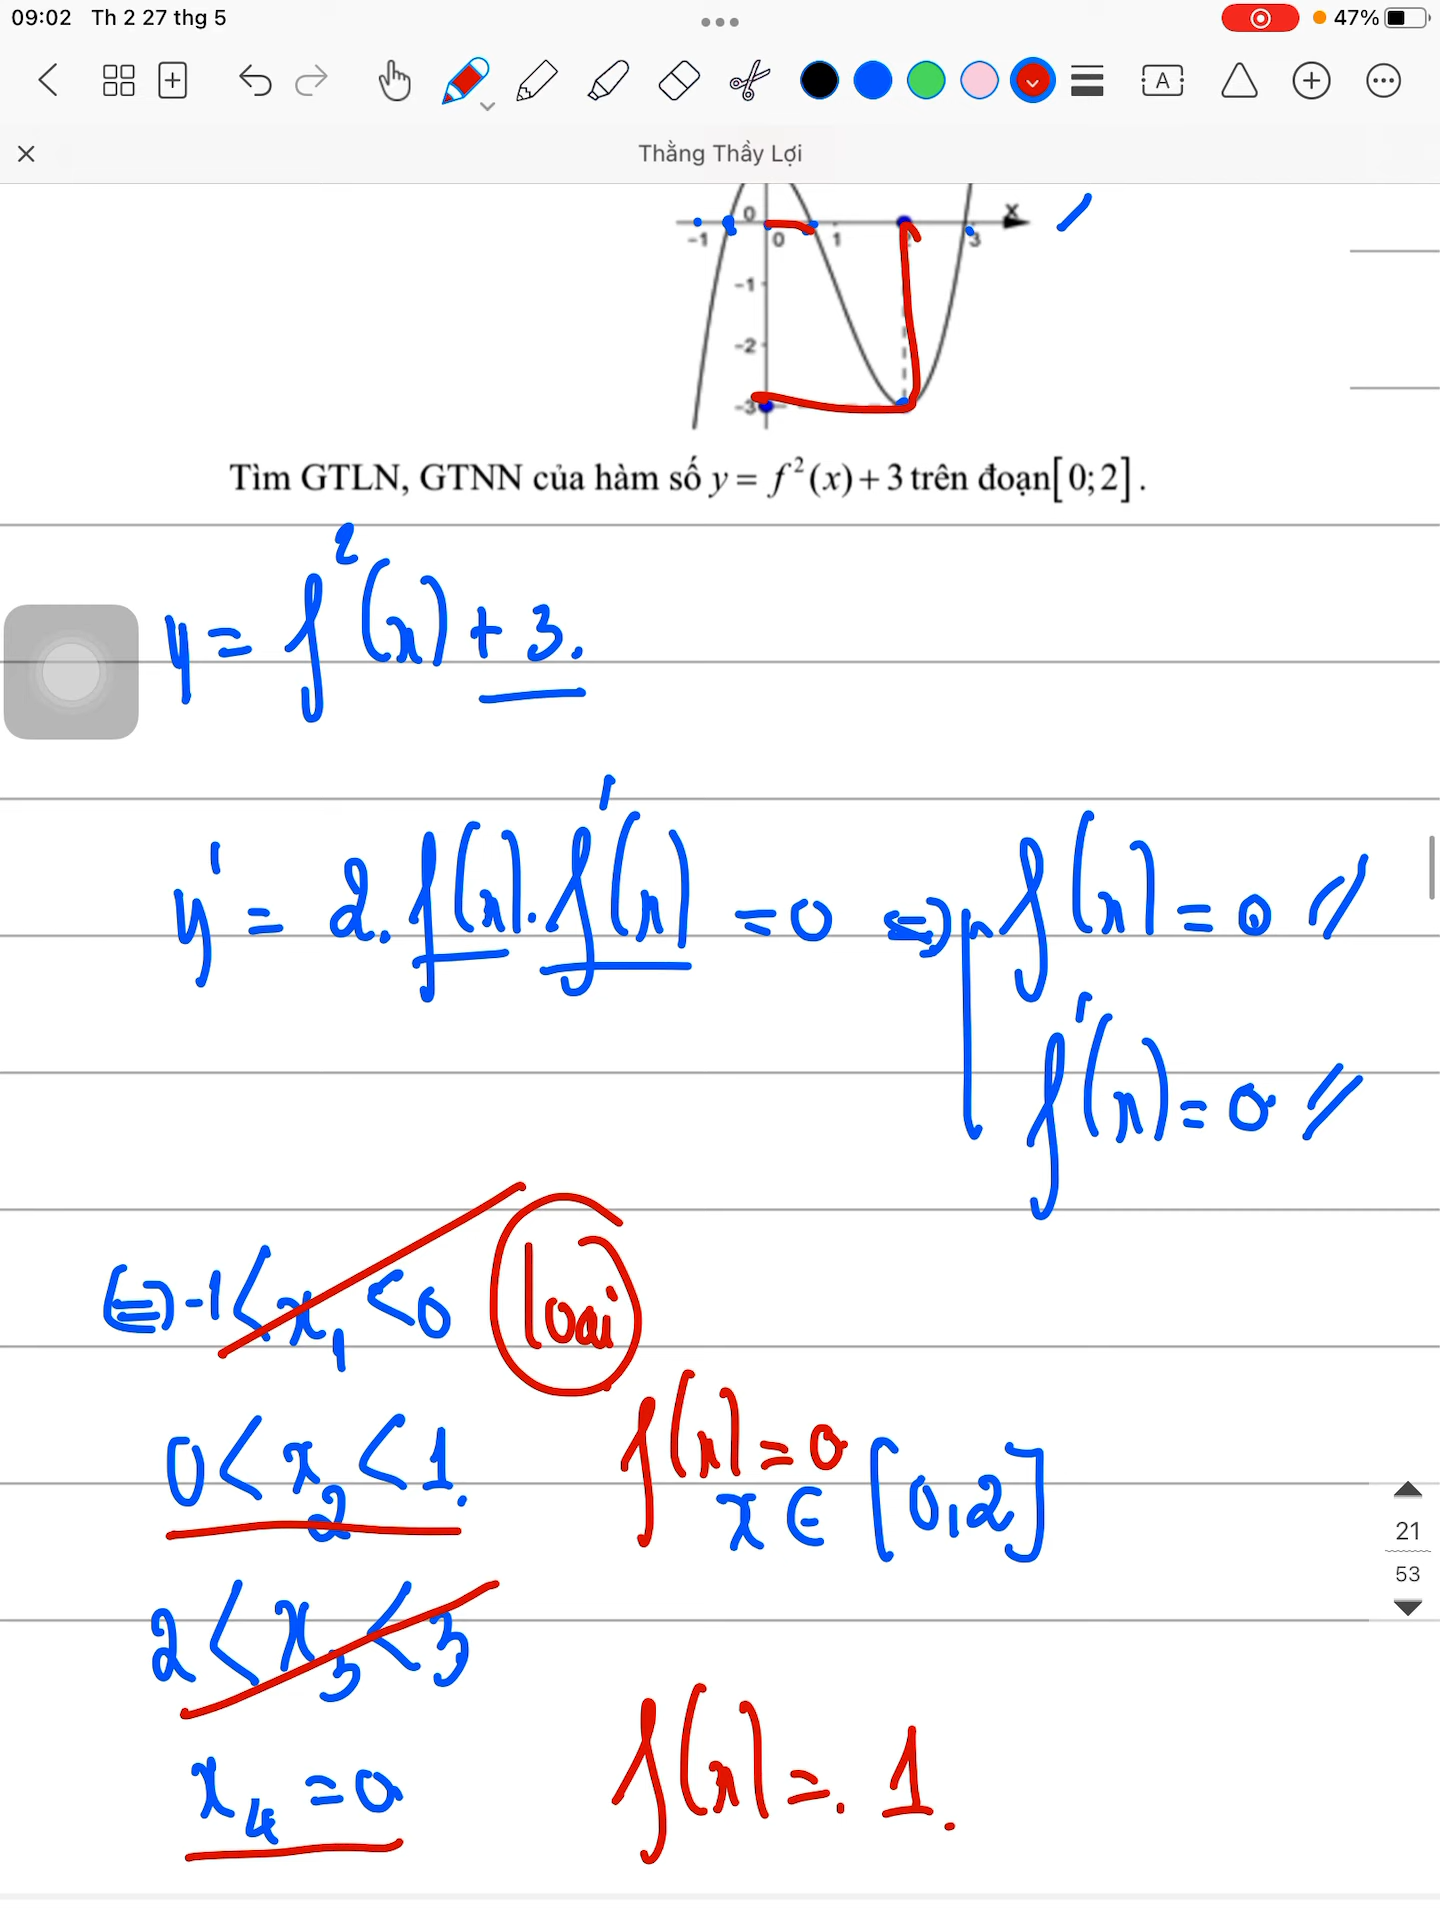 09:02 Th 2 27 thg 5
47%
A
Thằng Thầy Lợi
0 x
-1 0 1 3
-1
-2
-3
Tìm GTLN, GTNN của hàm số y = f²(x)+3 trên đoạn[0;2].
y = f²(x) + 3.
y' = 2.f(x).f'(x) = 0 ⇔ f(x) = 0
f'(x) = 0
⇔ -1 < x₁ < 0 loại
0 < x₂ < 1.
f(x) = 0
x ∈ [0,2]
21
53
2 < x₃ < 3
x₄ = 0
f(x) = 1.